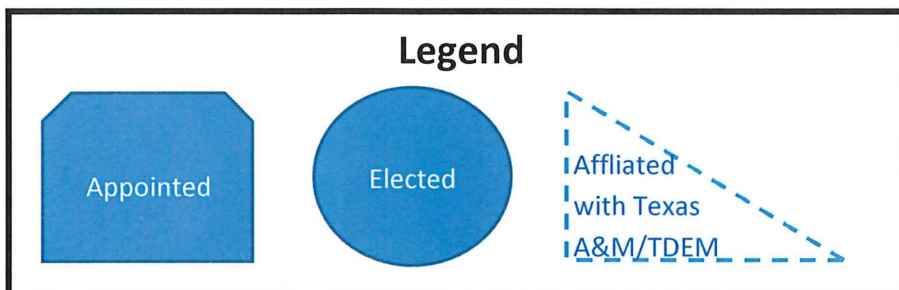 Legend
Appointed
Elected
Affliated
with Texas
A&M/TDEM